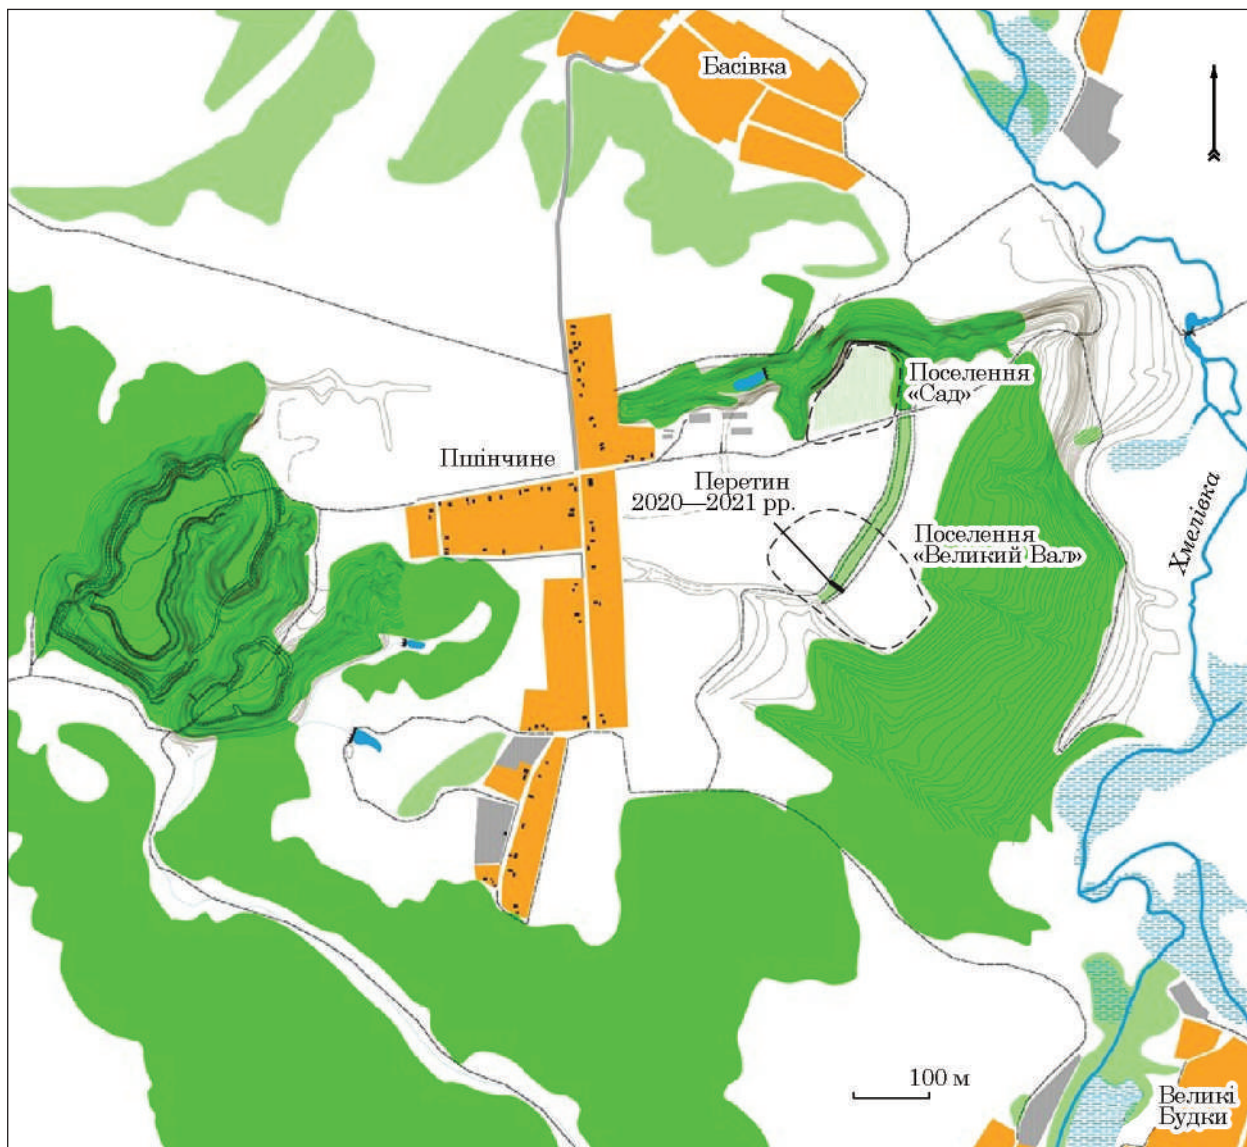 Басівка
Поселення
«Сад»
Пшінчине
Перетин
2020—2021 рр.
Поселення
«Великий Вал»
Хмелівка
100 м
Великі
Будки